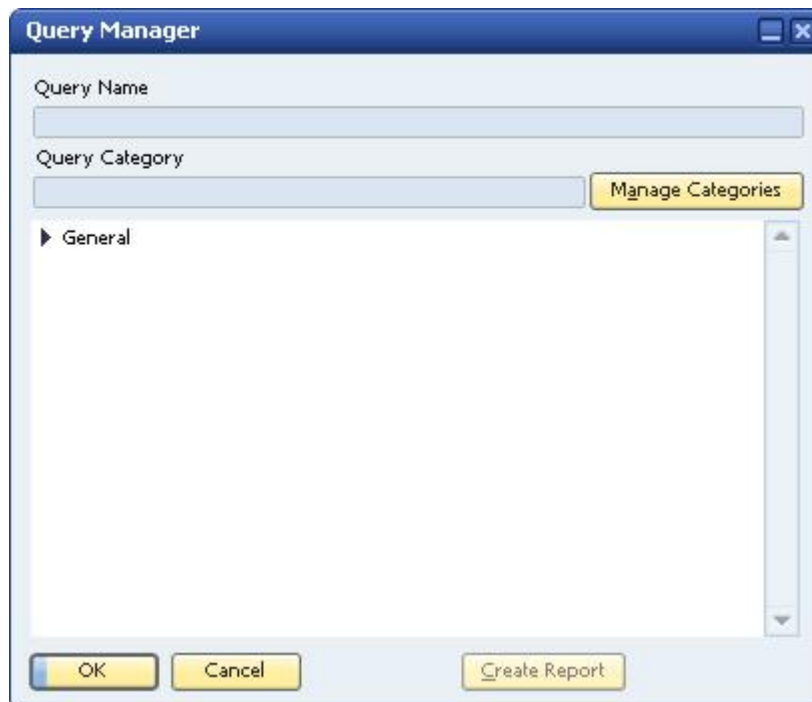 Query Manager
Query Name
Query Category
Manage Categories
General
OK Cancel Create Report